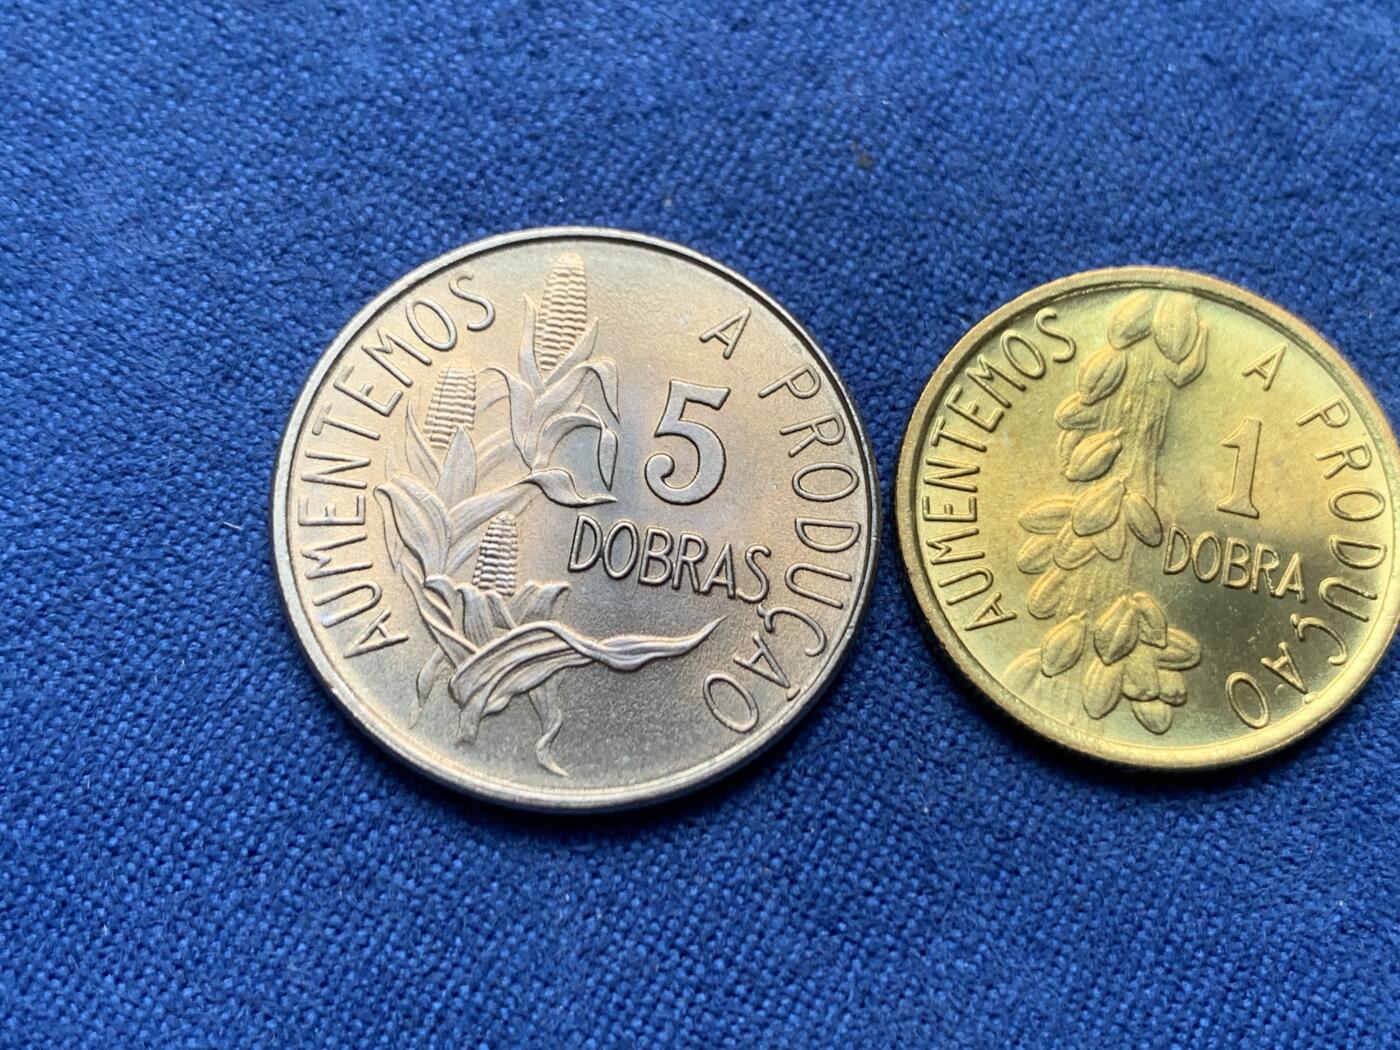 AUMENTEMOS A PRODUÇÃO
5
DOBRAS
AUMENTEMOS A PRODUÇÃO
1
DOBRA